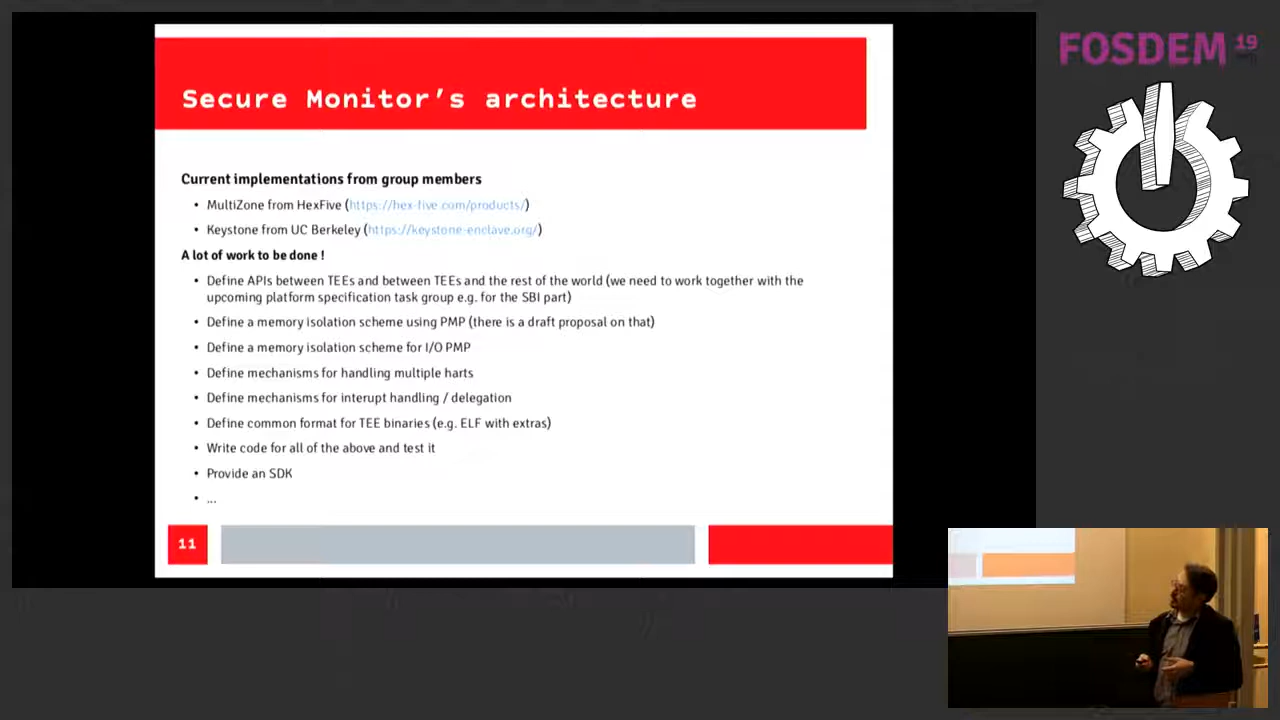 FOSDEM 19
Secure Monitor's architecture
Current implementations from group members
• MultiZone from HexFive (https://hex-five.com/products/)
• Keystone from UC Berkeley (https://keystone-enclave.org/)
A lot of work to be done !
• Define APIs between TEEs and between TEEs and the rest of the world (we need to work together with the
upcoming platform specification task group e.g. for the SBI part)
• Define a memory isolation scheme using PMP (there is a draft proposal on that)
• Define a memory isolation scheme for I/O PMP
• Define mechanisms for handling multiple harts
• Define mechanisms for interupt handling / delegation
• Define common format for TEE binaries (e.g. ELF with extras)
• Write code for all of the above and test it
• Provide an SDK
• ...
11